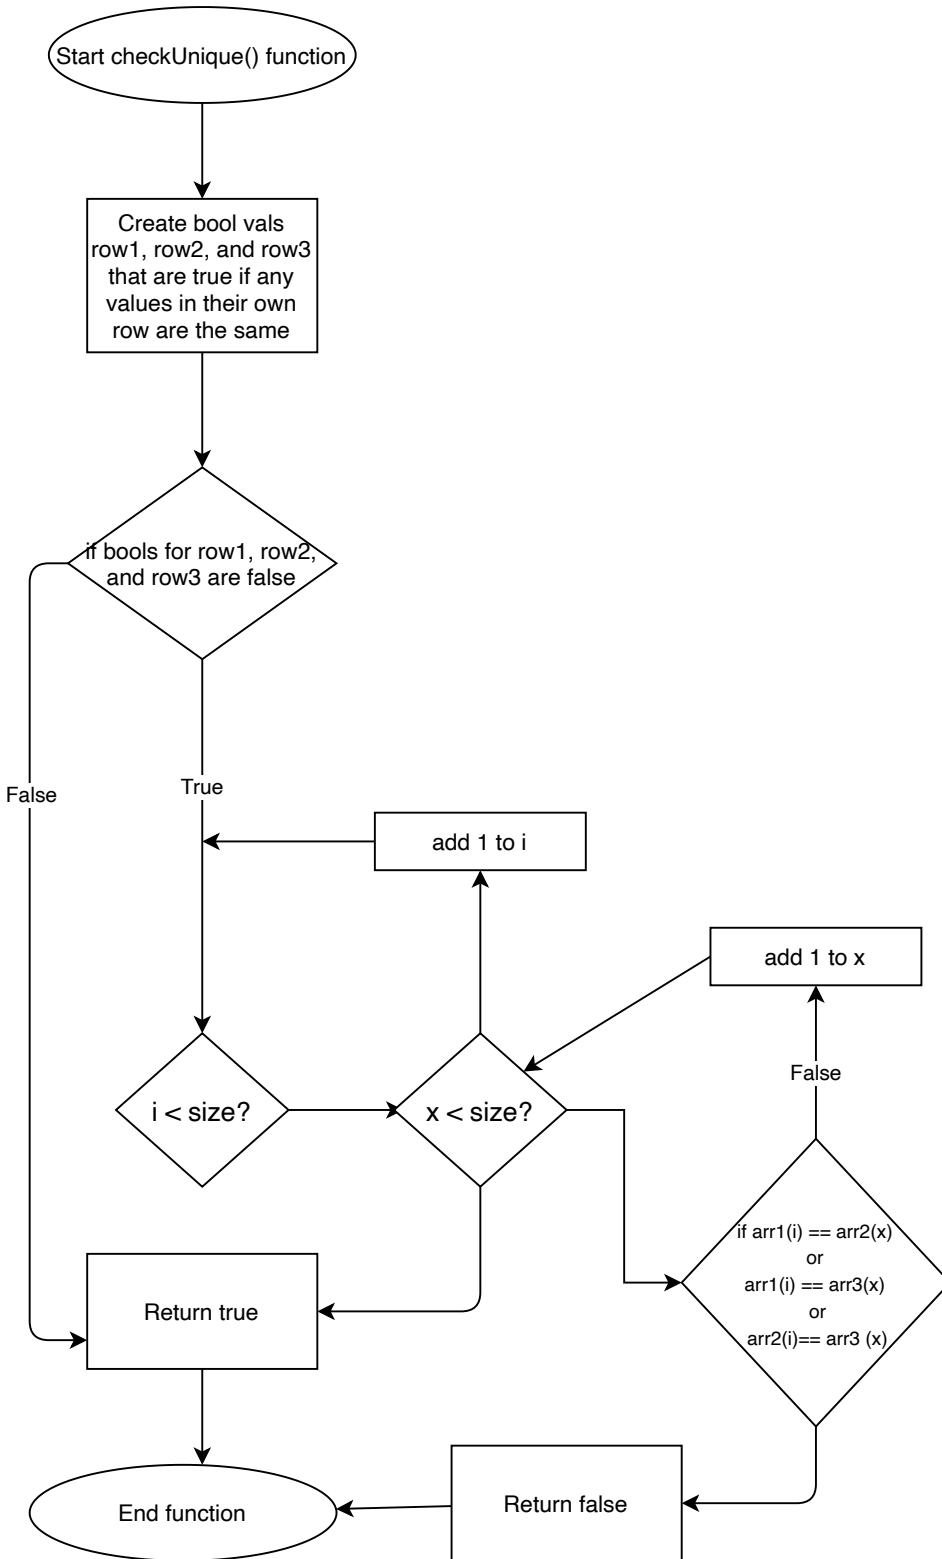 Start checkUnique() function
Create bool vals
row1, row2, and row3
that are true if any
values in their own
row are the same
if bools for row1, row2,
and row3 are false
False
True
add 1 to i
add 1 to x
False
i < size?
x < size?
if arr1(i) == arr2(x)
or
arr1(i) == arr3(x)
or
arr2(i)== arr3 (x)
Return true
Return false
End function